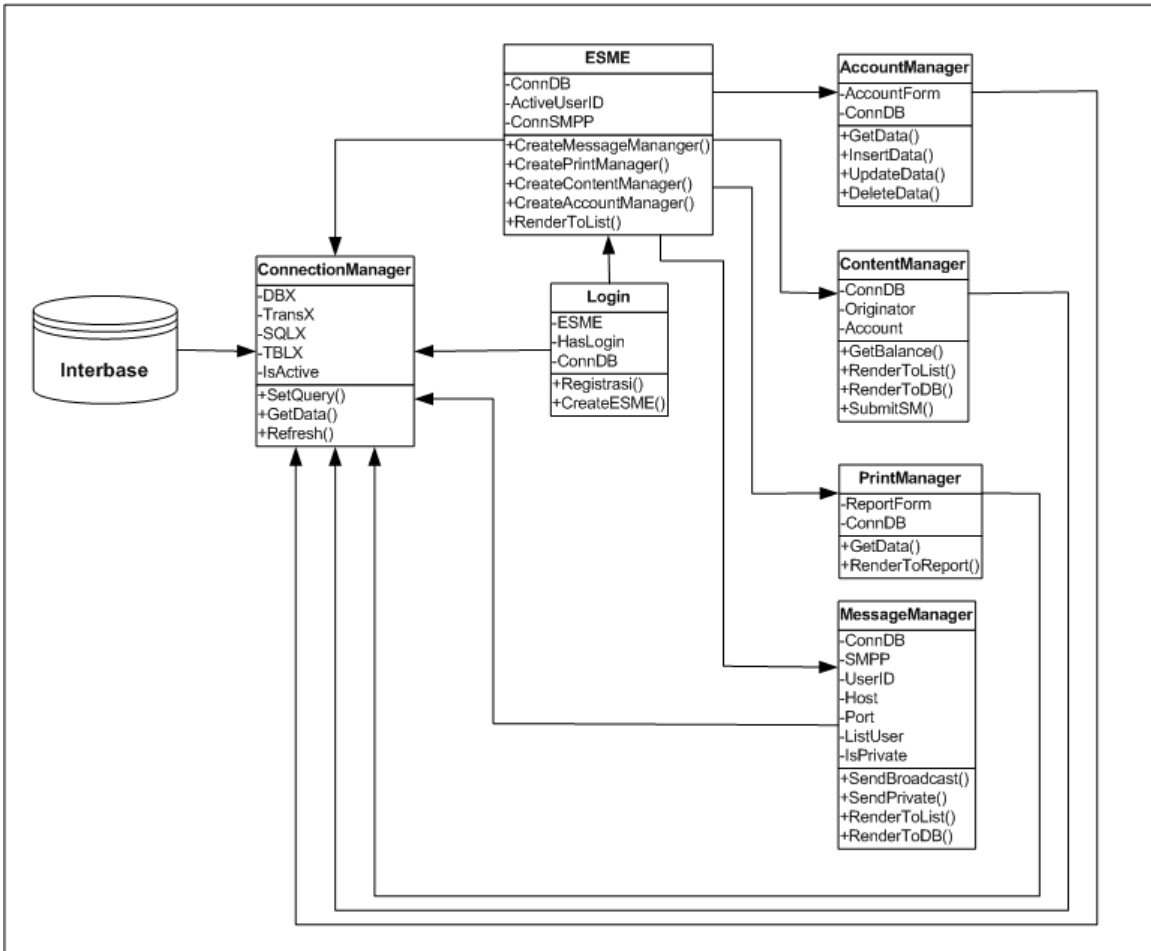 ESME
-ConnDB
-ActiveUserID
-ConnSMPP
+CreateMessageMananger()
+CreatePrintManager()
+CreateContentManager()
+CreateAccountManager()
+RenderToList()
AccountManager
-AccountForm
-ConnDB
+GetData()
+InsertData()
+UpdateData()
+DeleteData()
ConnectionManager
-DBX
-TransX
-SQLX
-TBLX
-IsActive
+SetQuery()
+GetData()
+Refresh()
Interbase
Login
-ESME
-HasLogin
-ConnDB
+Registrasi()
+CreateESME()
ContentManager
-ConnDB
-Originator
-Account
+GetBalance()
+RenderToList()
+RenderToDB()
+SubmitSM()
PrintManager
-ReportForm
-ConnDB
+GetData()
+RenderToReport()
MessageManager
-ConnDB
-SMPP
-UserID
-Host
-Port
-ListUser
-IsPrivate
+SendBroadcast()
+SendPrivate()
+RenderToList()
+RenderToDB()